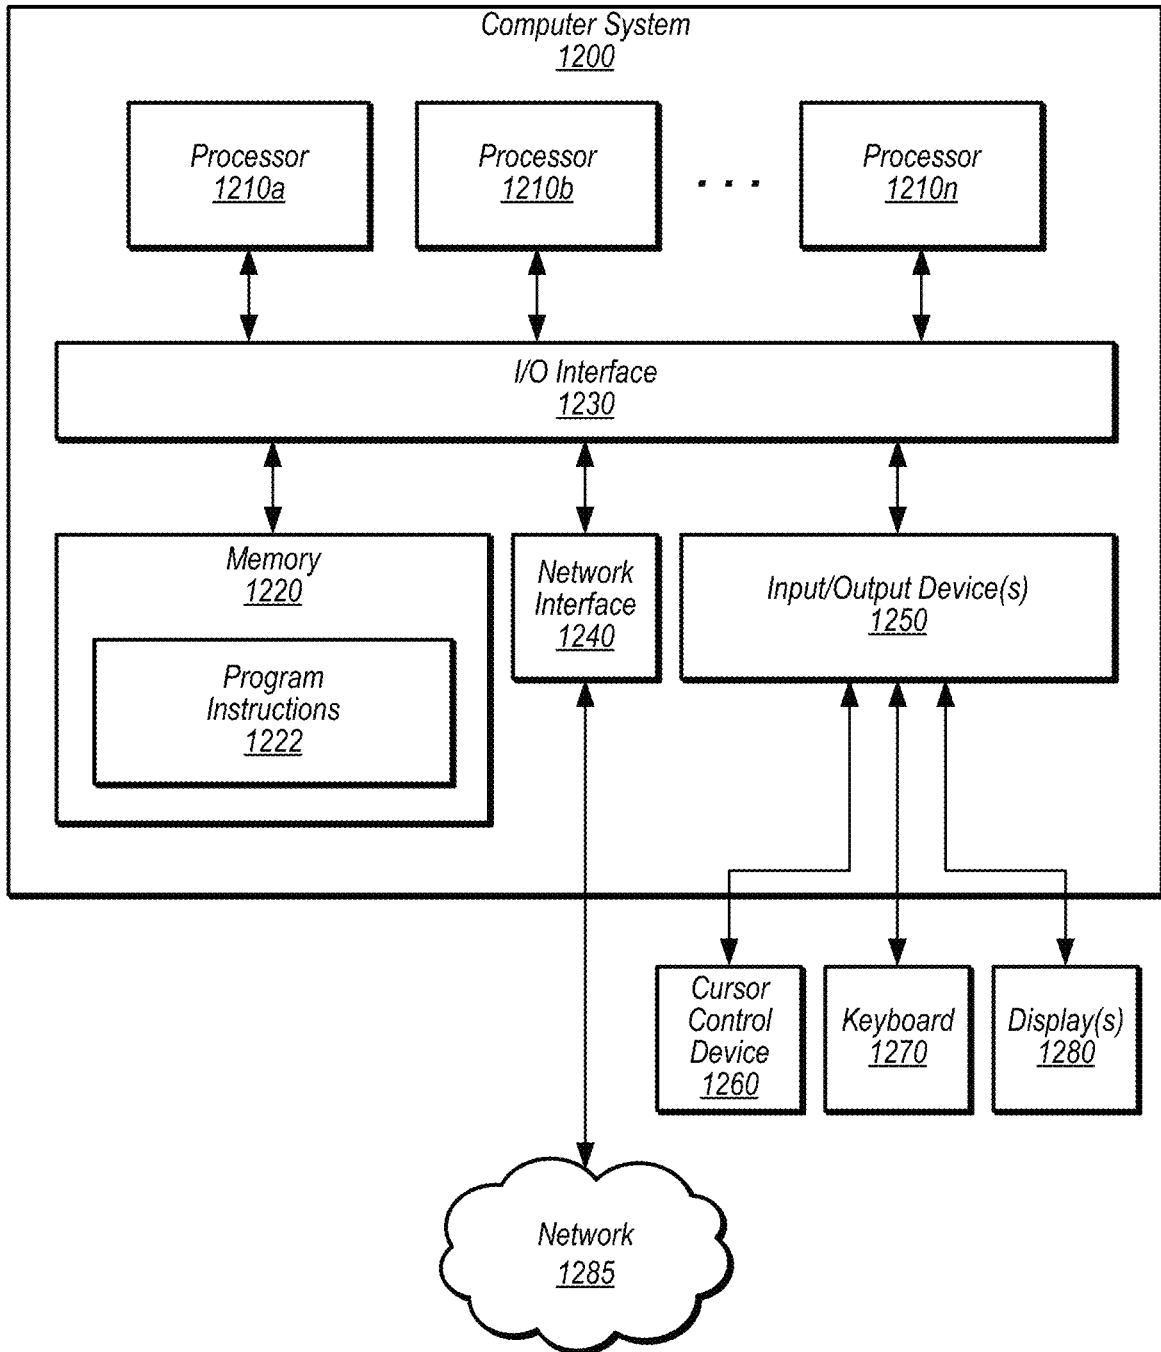 Computer System
1200
Processor
1210a
Processor
1210b
. . .
Processor
1210n
I/O Interface
1230
Memory
1220
Program
Instructions
1222
Network
Interface
1240
Input/Output Device(s)
1250
Cursor
Control
Device
1260
Keyboard
1270
Display(s)
1280
Network
1285